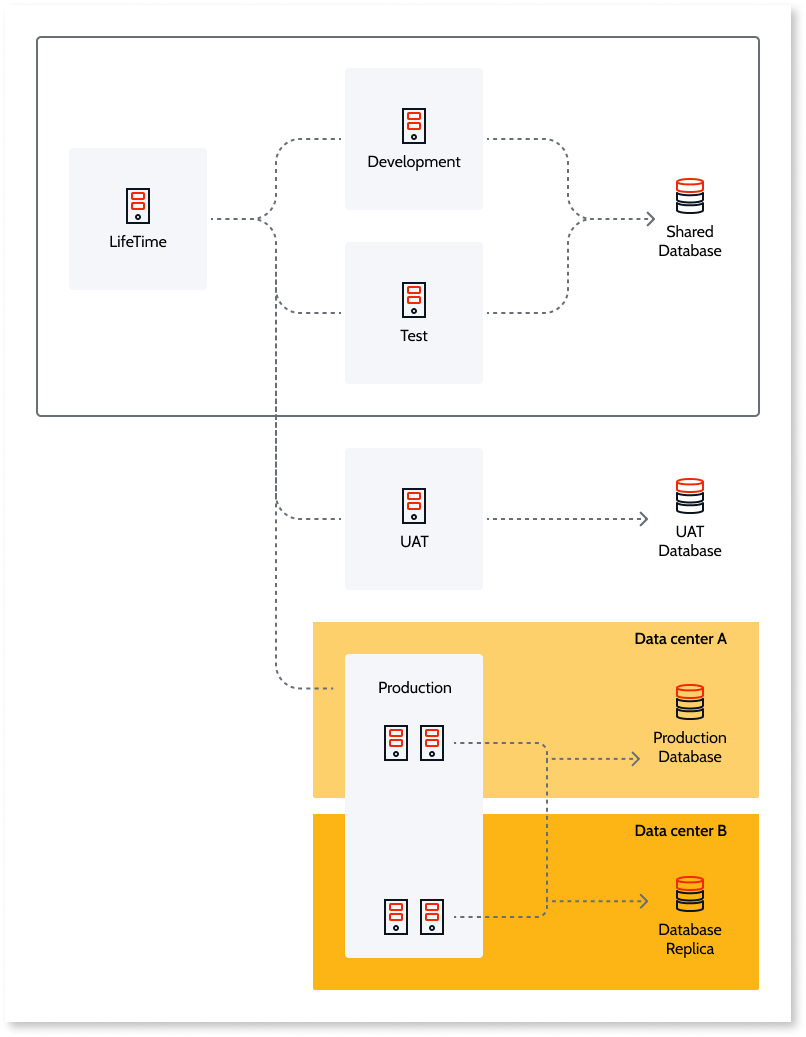 Development
LifeTime
Shared
Database
Test
UAT
UAT
Database
Data center A
Production
Production
Database
Data center B
Database
Replica